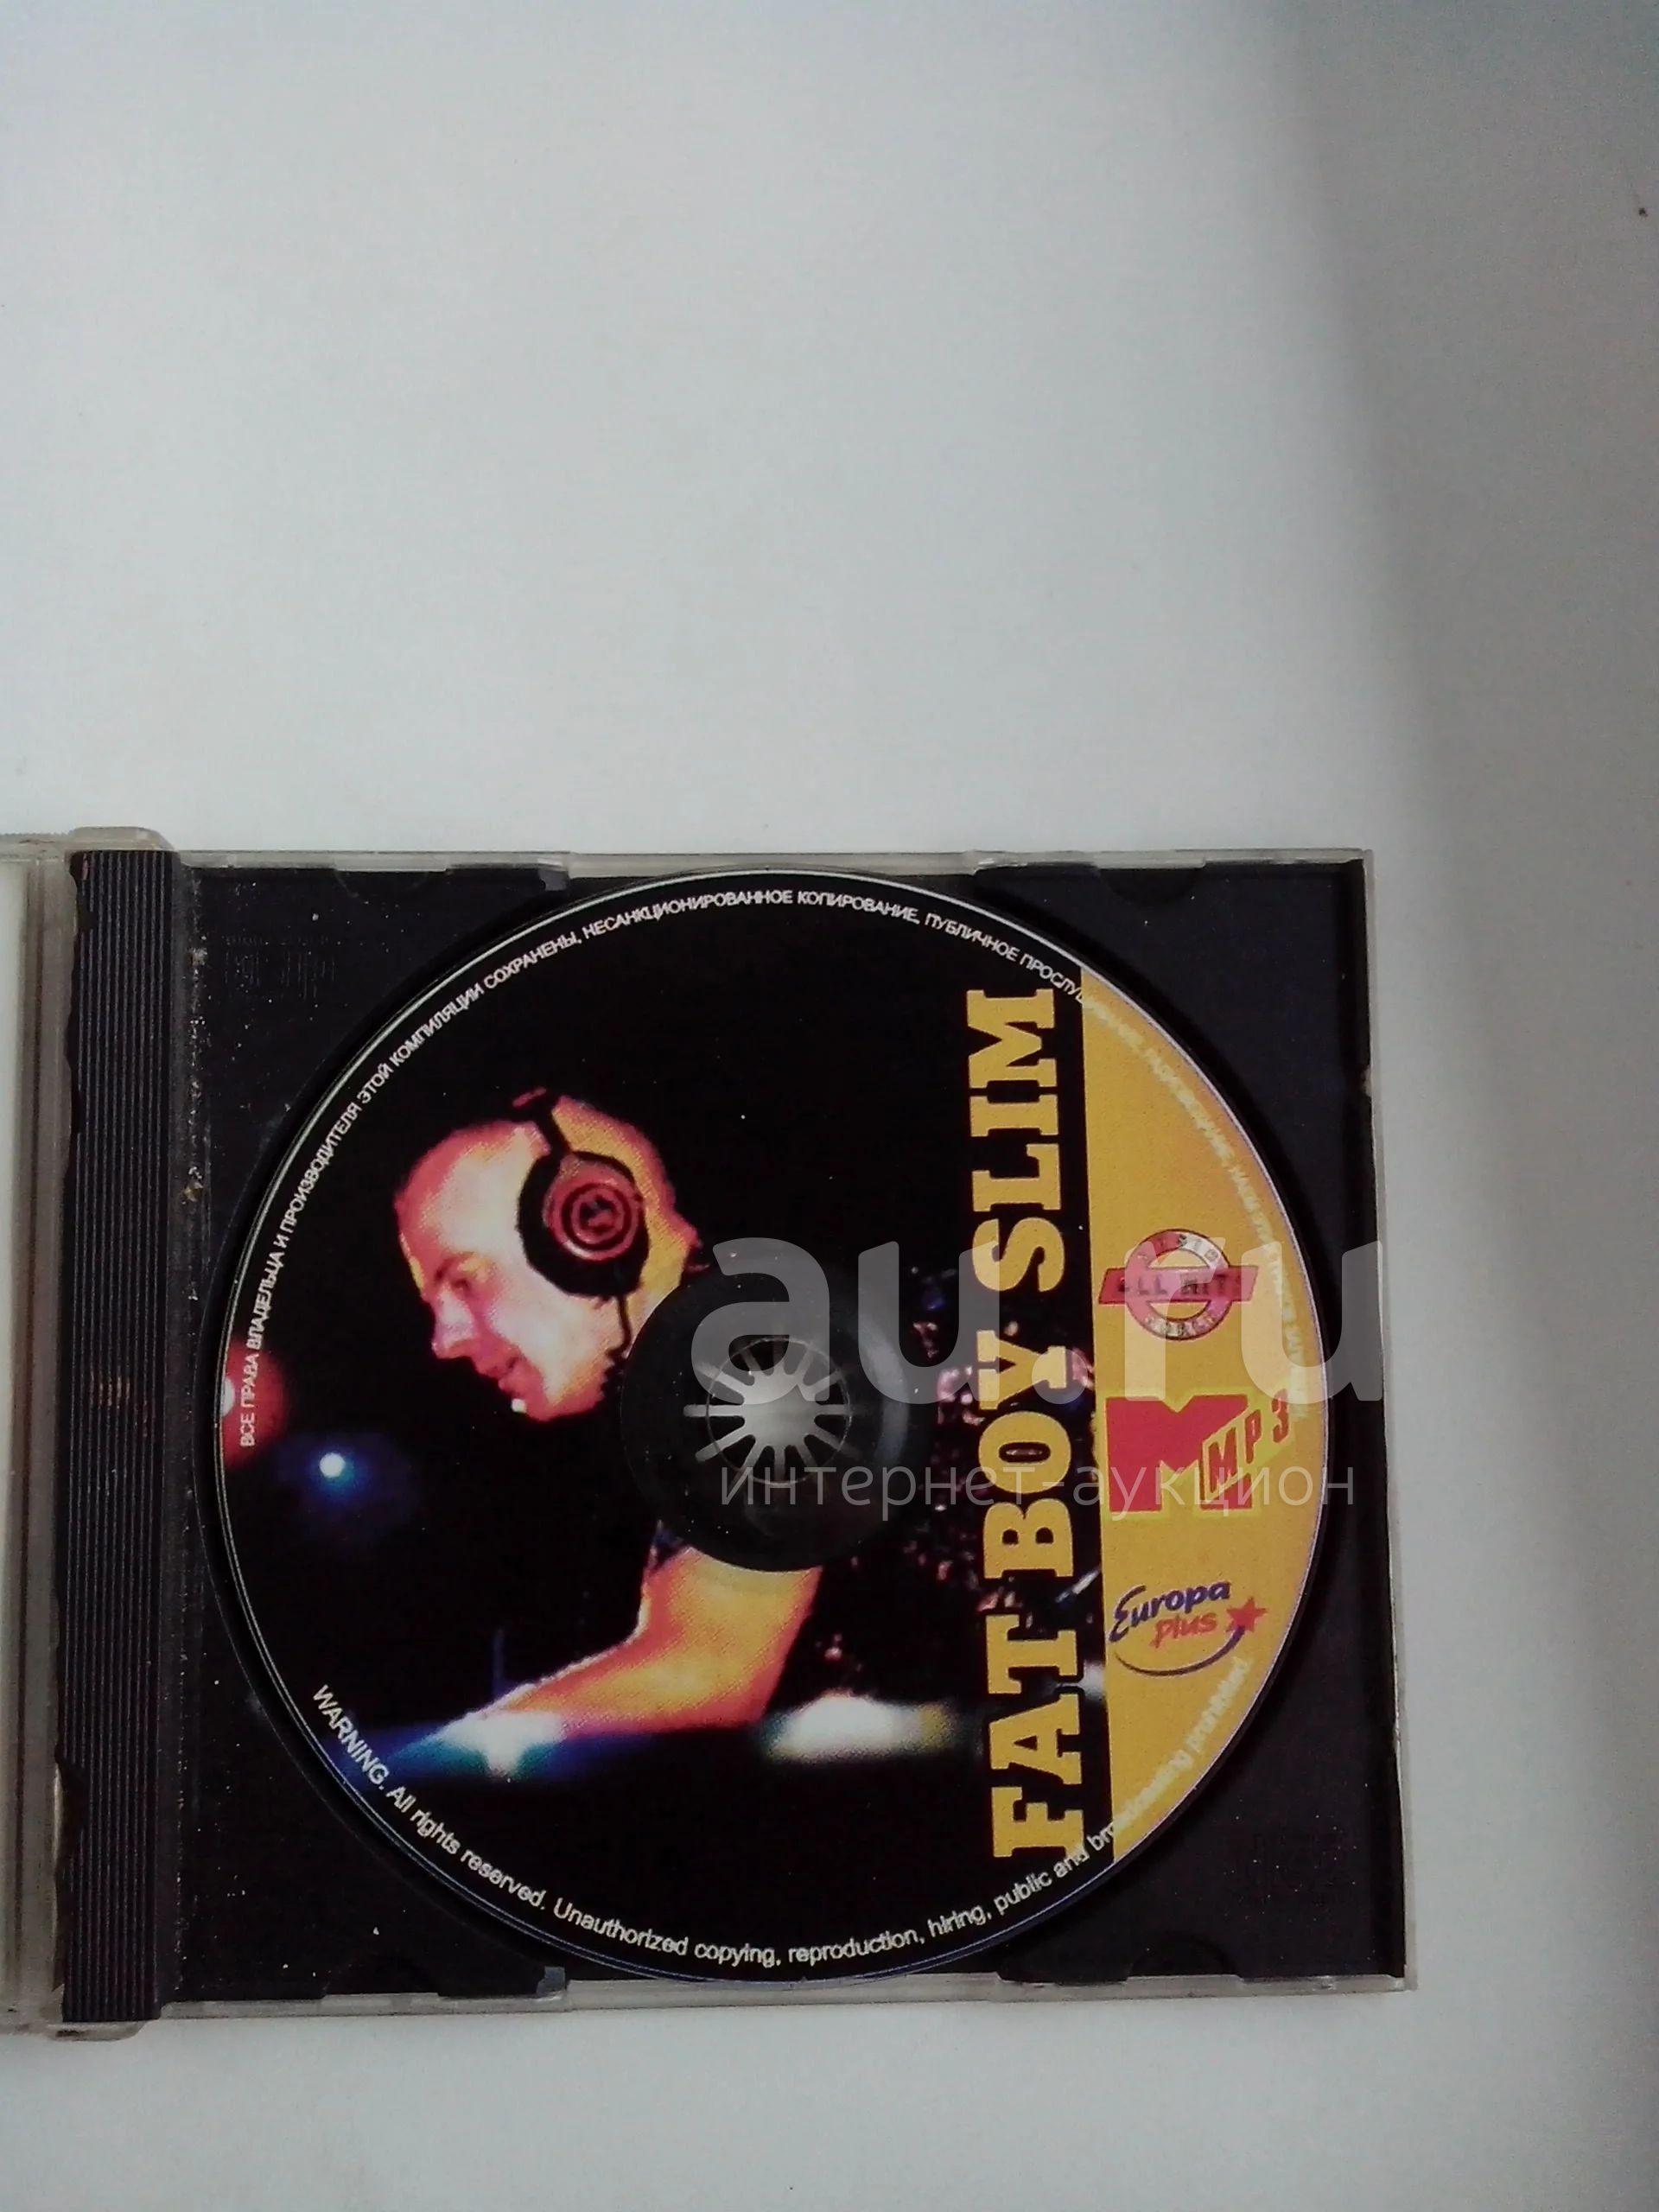 ВСЕ ПРАВА ВЛАДЕЛЬЦА И ПРОИЗВОДИТЕЛЯ ЭТОЙ КОМПИЛЯЦИИ СОХРАНЕНЫ, НЕСАНКЦИОНИРОВАННОЕ КОПИРОВАНИЕ, ПУБЛИЧНОЕ
FAT BOY SLIM
ALL HITS
M MP3
Europa
plus
WARNING. All rights reserved. Unauthorized copying, reproduction, hiring, public and broadcasting prohibited.
au.ru
интернет-аукцион